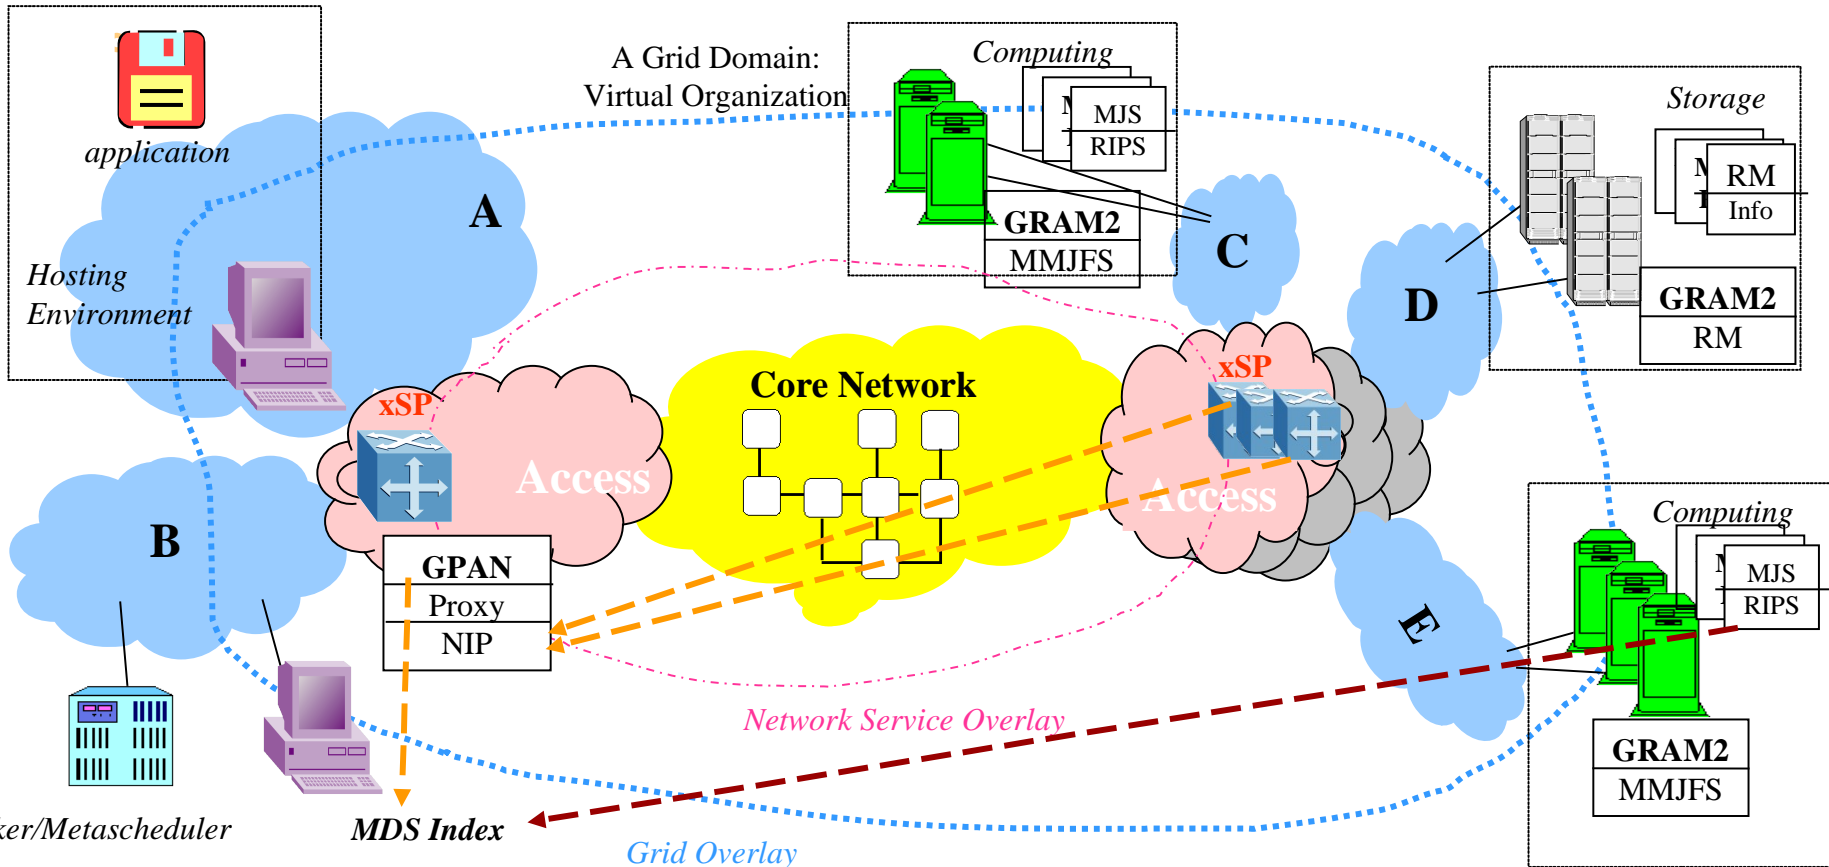 A Grid Domain:
Virtual Organization
application
Hosting
Environment
A
Computing
MJS
RIPS
GRAM2
MMJFS
C
Storage
RM
Info
GRAM2
RM
D
xSP
Access
Core Network
xSP
Access
B
GPAN
Proxy
NIP
E
Computing
MJS
RIPS
GRAM2
MMJFS
Network Service Overlay
ker/Metascheduler
MDS Index
Grid Overlay